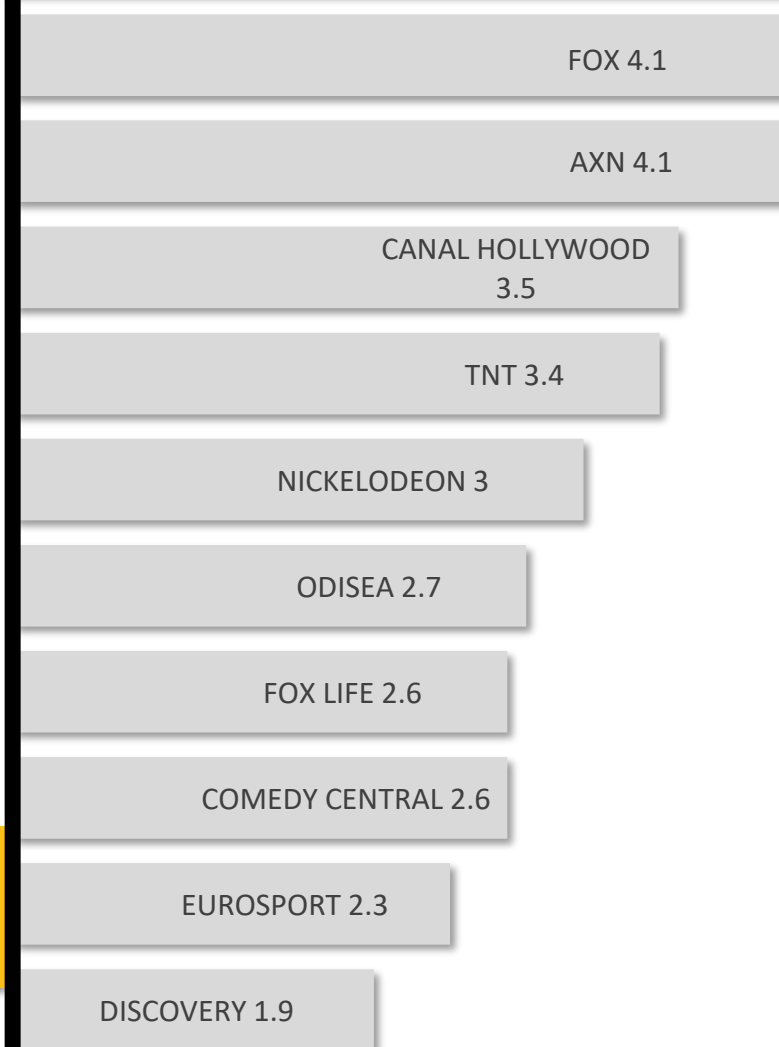 FOX 4.1
AXN 4.1
CANAL HOLLYWOOD
3.5
TNT 3.4
NICKELODEON 3
ODISEA 2.7
FOX LIFE 2.6
COMEDY CENTRAL 2.6
EUROSPORT 2.3
DISCOVERY 1.9